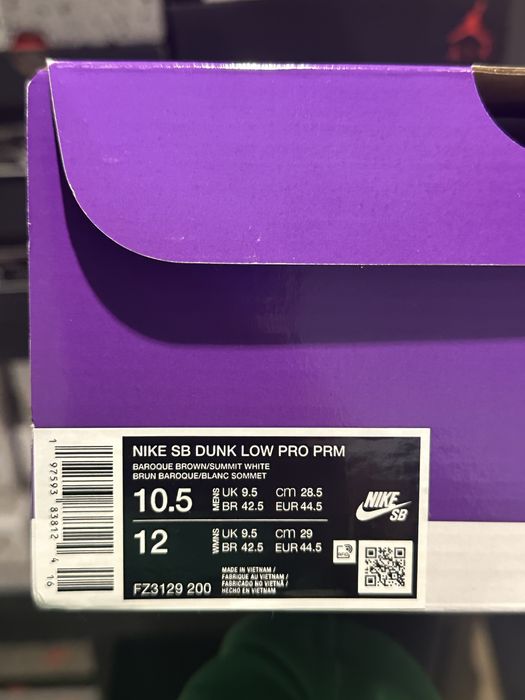 NIKE SB DUNK LOW PRO PRM
BAROQUE BROWN/SUMMIT WHITE
BRUN BAROQUE/BLANC SOMMET
10.5 MENS UK 9.5 cm 28.5
BR 42.5 EUR 44.5
12 WMNS UK 9.5 cm 29
BR 42.5 EUR 44.5
NIKE SB
MADE IN VIETNAM /
FABRIQUE AU VIETNAM /
FABRICADO NO VIETNÃ /
HECHO EN VIETNAM
FZ3129 200
1 97593 83812 4 16